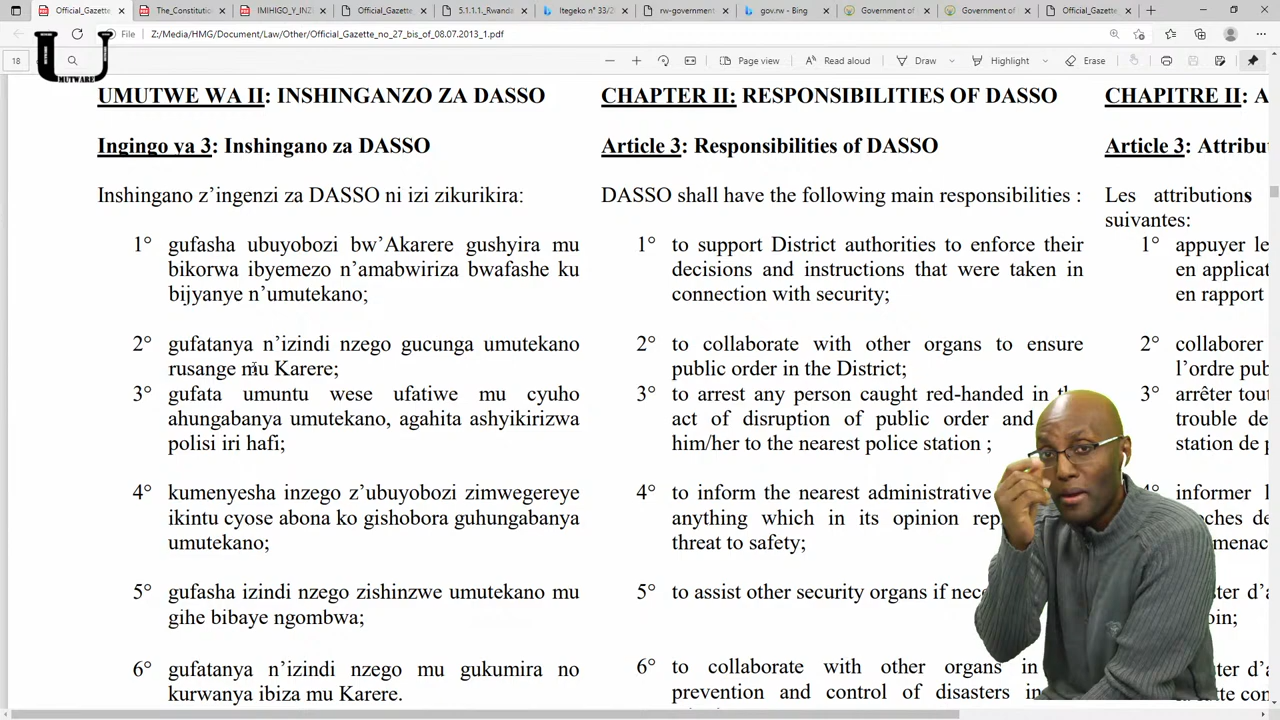 Official_Gazette
The_Constitution
IMIHIGO_Y_INZ
Official_Gazette
5.1.1.1_Rwanda
Itegeko n° 33/2
rw-government
gov.rw - Bing
Government of
Government of
Official_Gazette
File
Z:/Media/HMG/Document/Law/Other/Official_Gazette_no_27_bis_of_08.07.2013_1.pdf
U
MUTWARE
18
Page view
Read aloud
Draw
Highlight
Erase
UMUTWE WA II: INSHINGANZO ZA DASSO
Ingingo ya 3: Inshingano za DASSO
Inshingano z’ingenzi za DASSO ni izi zikurikira:
1° gufasha ubuyobozi bw’Akarere gushyira mu
bikorwa ibyemezo n’amabwiriza bwafashe ku
bijyanye n’umutekano;
2° gufatanya n’izindi nzego gucunga umutekano
rusange mu Karere;
3° gufata umuntu wese ufatiwe mu cyuho
ahungabanya umutekano, agahita ashyikirizwa
polisi iri hafi;
4° kumenyesha inzego z’ubuyobozi zimwegereye
ikintu cyose abona ko gishobora guhungabanya
umutekano;
5° gufasha izindi nzego zishinzwe umutekano mu
gihe bibaye ngombwa;
6° gufatanya n’izindi nzego mu gukumira no
kurwanya ibiza mu Karere.
CHAPTER II: RESPONSIBILITIES OF DASSO
Article 3: Responsibilities of DASSO
DASSO shall have the following main responsibilities :
1° to support District authorities to enforce their
decisions and instructions that were taken in
connection with security;
2° to collaborate with other organs to ensure
public order in the District;
3° to arrest any person caught red-handed in
act of disruption of public order and
him/her to the nearest police station ;
4° to inform the nearest administrative
anything which in its opinion rep
threat to safety;
5° to assist other security organs if nec
6° to collaborate with other organs in
prevention and control of disasters in
CHAPITRE II: A
Article 3: Attribu
Les attributions
suivantes:
1° appuyer le
en applicat
en rapport
2° collaborer
l’ordre pub
3° arrêter tout
trouble de
station de p
informer l
oches de
menac
ter d’a
oin;
ter d’a
tte con